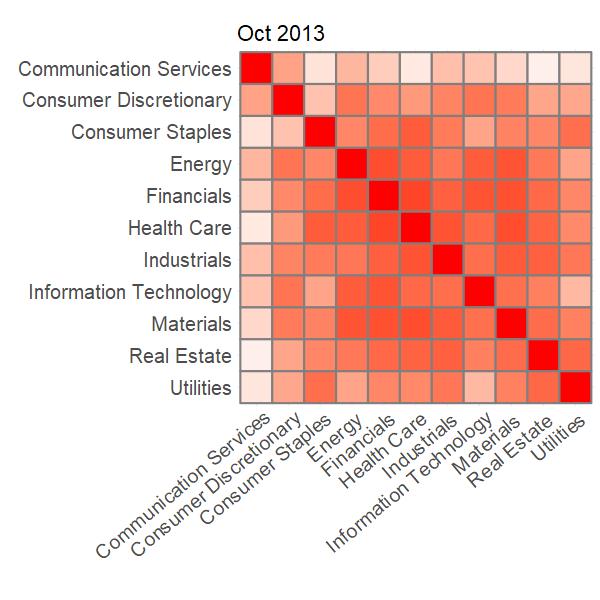 Oct 2013
Communication Services
Consumer Discretionary
Consumer Staples
Energy
Financials
Health Care
Industrials
Information Technology
Materials
Real Estate
Utilities
Communication Services
Consumer Discretionary
Consumer Staples
Energy
Financials
Health Care
Industrials
Information Technology
Materials
Real Estate
Utilities